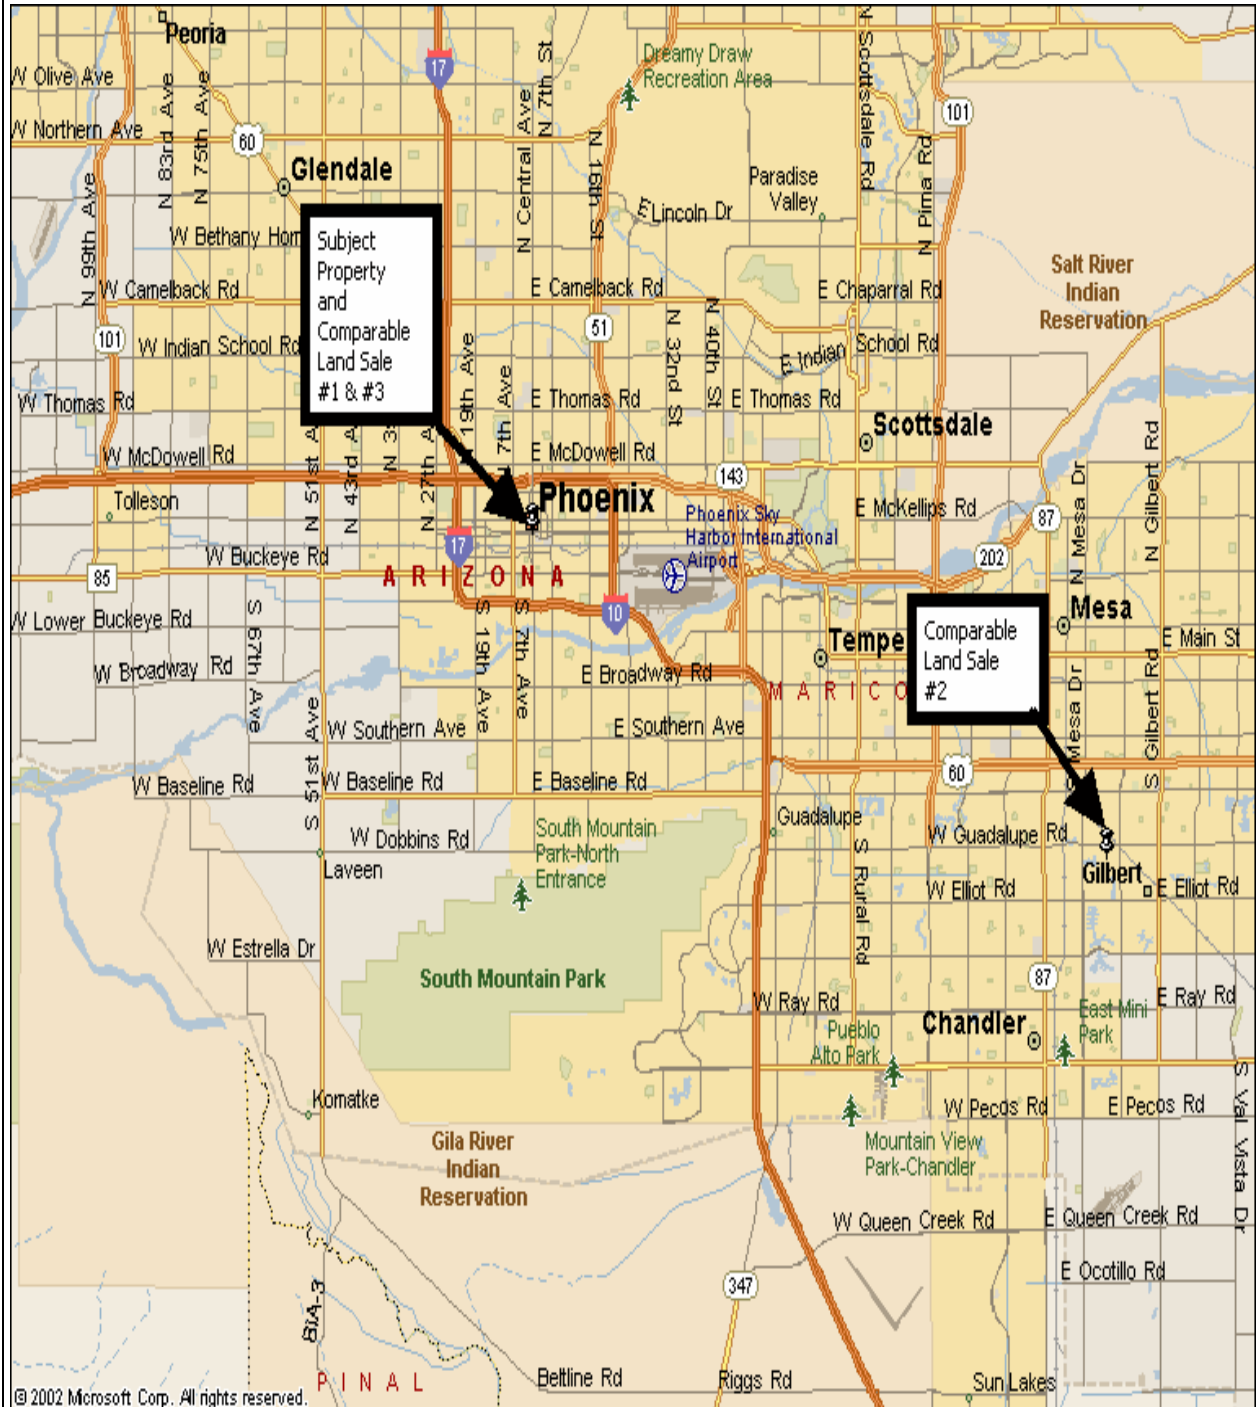 Peoria
17
N 7th St
Dreamy Draw
Recreation Area
N Scottsdale Rd
101
W Olive Ave
N 83rd Ave
N 75th Ave
N Central Ave
W Northern Ave
60
N 16th St
N Pima Rd
Glendale
Paradise
Valley
E Lincoln Dr
N 99th Ave
W Bethany Hom
Subject
Property
and
Comparable
Land Sale
#1 & #3
Salt River
Indian
Reservation
W Camelback Rd
E Camelback Rd
E Chaparral Rd
101
W Indian School Rd
51
N 32nd St
N 40th St
E Indian School Rd
19th Ave
7th Ave
W Thomas Rd
E Thomas Rd
E Thomas Rd
Scottsdale
W McDowell Rd
E McDowell Rd
N 51st A
N 43rd A
N 3
N 27th A
143
N Mesa Dr
N Gilbert Rd
Tolleson
Phoenix
Phoenix Sky
Harbor International
Airport
E McKellips Rd
87
W Buckeye Rd
17
202
85
ARIZONA
W Lower Buckeye Rd
S 67th Ave
S 19th Ave
S 7th Ave
10
Mesa
Comparable
Land Sale
#2
Tempe
E Main St
W Broadway Rd
E Broadway Rd
MARICO
S Mesa Dr
S Gilbert Rd
S 51st Ave
W Southern Ave
E Southern Ave
W Baseline Rd
W Baseline Rd
E Baseline Rd
60
W Dobbins Rd
South Mountain
Park-North
Entrance
Guadalupe
S Rural Rd
W Guadalupe Rd
Laveen
Gilbert
W Elliot Rd
E Elliot Rd
W Estrella Dr
South Mountain Park
87
W Ray Rd
E Ray Rd
Pueblo
Alto Park
Chandler
East Mini
Park
S Val Vista Dr
Komatke
W Pecos Rd
E Pecos Rd
Gila River
Indian
Reservation
Mountain View
Park-Chandler
W Queen Creek Rd
E Queen Creek Rd
E Ocotillo Rd
BIA-3
347
PINAL
Beltline Rd
Riggs Rd
Sun Lakes
© 2002 Microsoft Corp. All rights reserved.